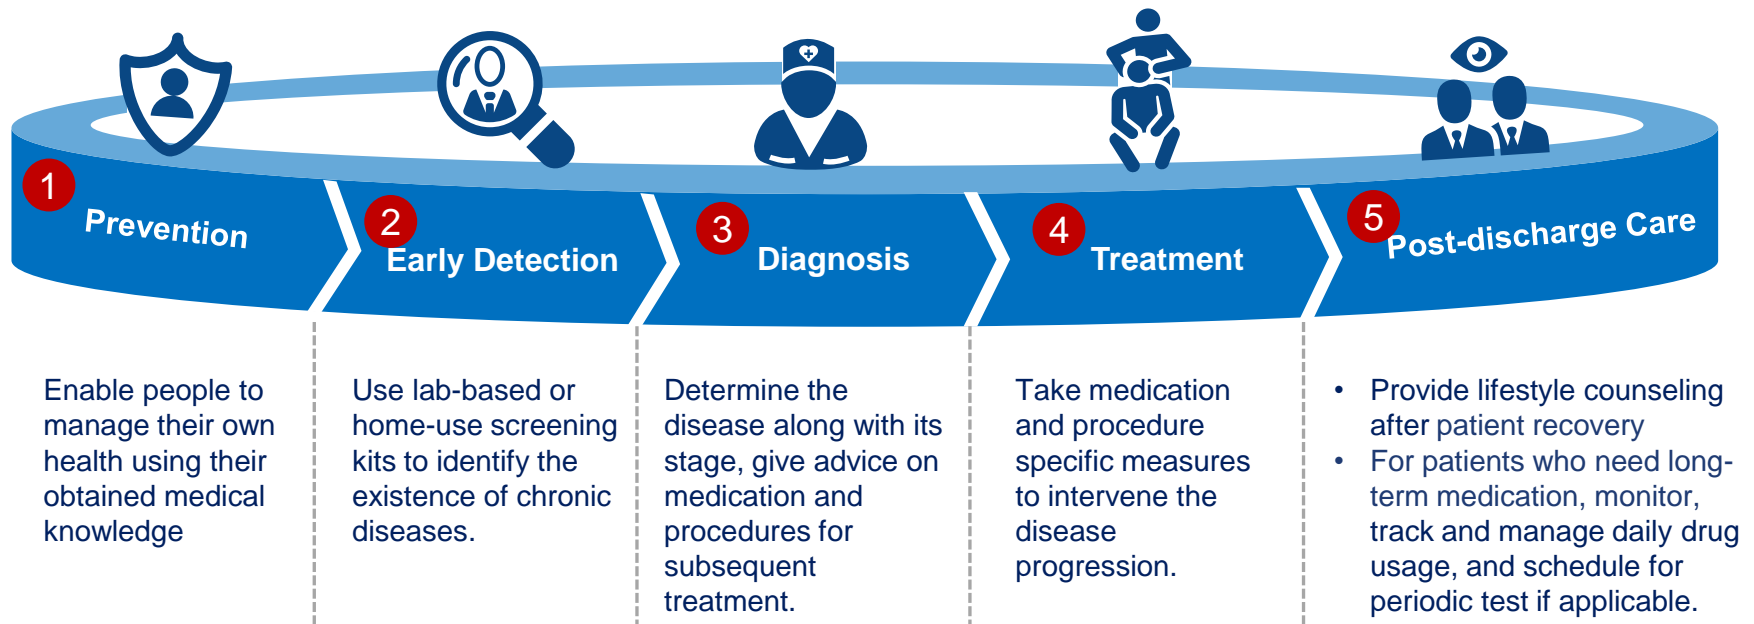 1
Prevention
2
Early Detection
3
Diagnosis
4
Treatment
5
Post-discharge Care
Enable people to
manage their own
health using their
obtained medical
knowledge
Use lab-based or
home-use screening
kits to identify the
existence of chronic
diseases.
Determine the
disease along with its
stage, give advice on
medication and
procedures for
subsequent
treatment.
Take medication
and procedure
specific measures
to intervene the
disease
progression.
• Provide lifestyle counseling
after patient recovery
• For patients who need long-
term medication, monitor,
track and manage daily drug
usage, and schedule for
periodic test if applicable.